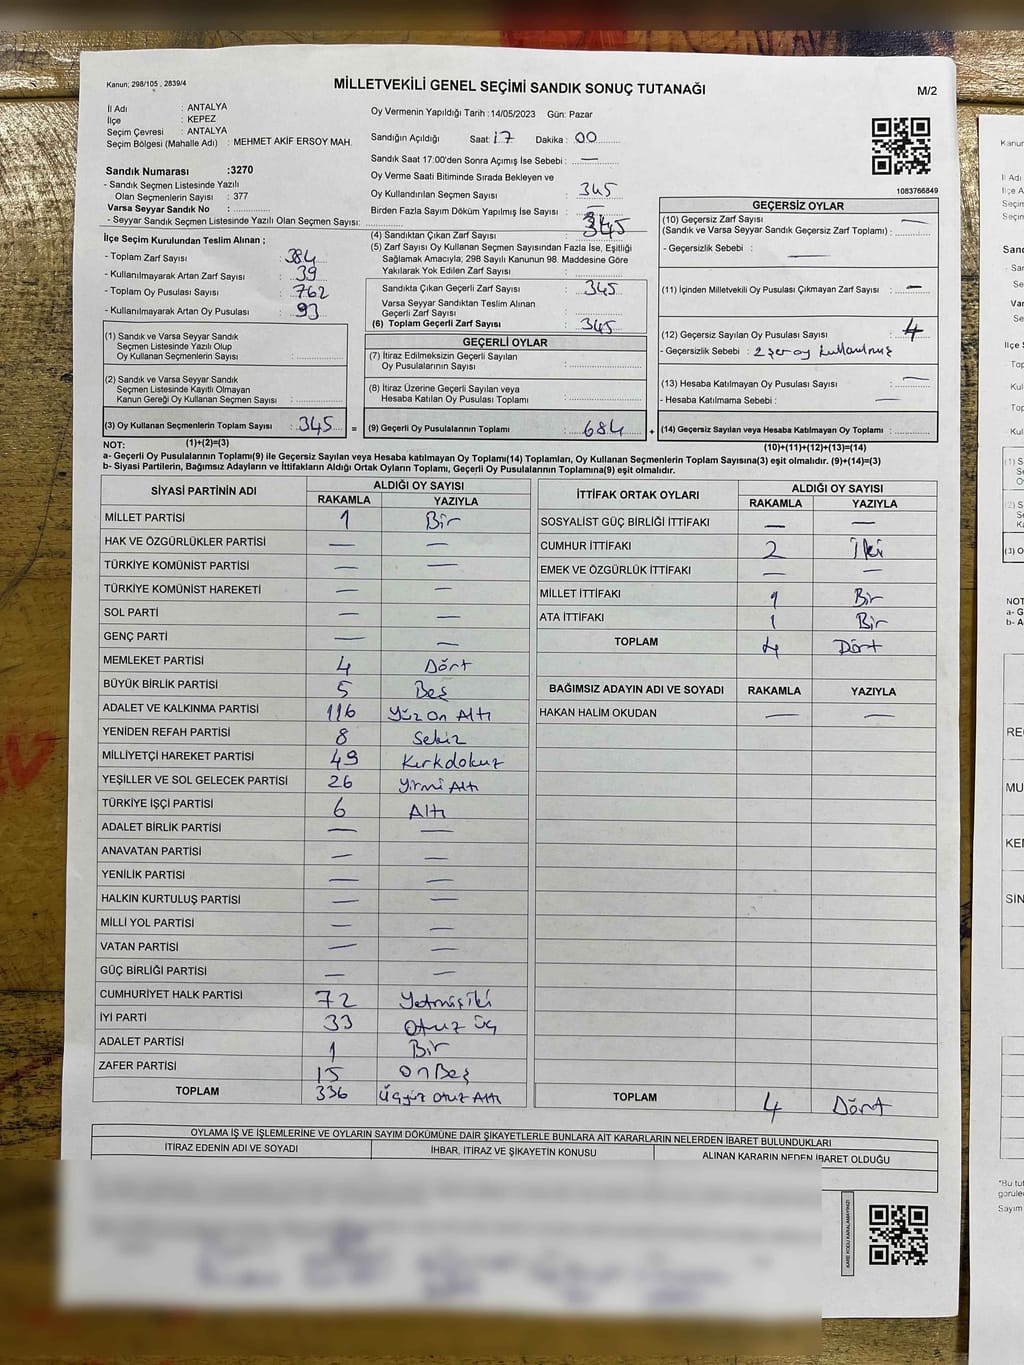 Kanun; 298/105 , 2839/4
MİLLETVEKİLİ GENEL SEÇİMİ SANDIK SONUÇ TUTANAĞI
M/2
İl Adı : ANTALYA
İlçe : KEPEZ
Seçim Çevresi : ANTALYA
Seçim Bölgesi (Mahalle Adı) : MEHMET AKİF ERSOY MAH.
Oy Vermenin Yapıldığı Tarih :14/05/2023 Gün: Pazar
Sandığın Açıldığı Saat: 17 Dakika : 00
Sandık Saat 17:00'den Sonra Açımış İse Sebebi : —
Oy Verme Saati Bitiminde Sırada Bekleyen ve
Oy Kullandırılan Seçmen Sayısı : 345
Birden Fazla Sayım Döküm Yapılmış İse Sayısı : —
1083766849
Sandık Numarası :3270
- Sandık Seçmen Listesinde Yazılı
Olan Seçmenlerin Sayısı : 377
Varsa Seyyar Sandık No :
- Seyyar Sandık Seçmen Listesinde Yazılı Olan Seçmen Sayısı:
İlçe Seçim Kurulundan Teslim Alınan ;
- Toplam Zarf Sayısı : 384
- Kullanılmayarak Artan Zarf Sayısı : 39
- Toplam Oy Pusulası Sayısı : 762
- Kullanılmayarak Artan Oy Pusulası : 93
(1) Sandık ve Varsa Seyyar Sandık
Seçmen Listesinde Yazılı Olup
Oy Kullanan Seçmenlerin Sayısı :
(2) Sandık ve Varsa Seyyar Sandık
Seçmen Listesinde Kayıtlı Olmayan
Kanun Gereği Oy Kullanan Seçmen Sayısı :
(3) Oy Kullanan Seçmenlerin Toplam Sayısı : 345 =
(4) Sandıktan Çıkan Zarf Sayısı : 345
(5) Zarf Sayısı Oy Kullanan Seçmen Sayısından Fazla İse, Eşitliği
Sağlamak Amacıyla; 298 Sayılı Kanunun 98. Maddesine Göre
Yakılarak Yok Edilen Zarf Sayısı :
Sandıkta Çıkan Geçerli Zarf Sayısı : 345
Varsa Seyyar Sandıktan Teslim Alınan
Geçerli Zarf Sayısı :
(6) Toplam Geçerli Zarf Sayısı : 345
GEÇERLİ OYLAR
(7) İtiraz Edilmeksizin Geçerli Sayılan
Oy Pusulalarının Sayısı :
(8) İtiraz Üzerine Geçerli Sayılan veya
Hesaba Katılan Oy Pusulası Toplamı :
(9) Geçerli Oy Pusulalarının Toplamı : 684 +
GEÇERSİZ OYLAR
(10) Geçersiz Zarf Sayısı —
(Sandık ve Varsa Seyyar Sandık Geçersiz Zarf Toplamı) :
- Geçersizlik Sebebi : —
(11) İçinden Milletvekili Oy Pusulası Çıkmayan Zarf Sayısı : —
(12) Geçersiz Sayılan Oy Pusulası Sayısı : 4
- Geçersizlik Sebebi : 2 şer oy kullanılmış
(13) Hesaba Katılmayan Oy Pusulası Sayısı : —
- Hesaba Katılmama Sebebi : —
(14) Geçersiz Sayılan veya Hesaba Katılmayan Oy Toplamı :
NOT: (1)+(2)=(3) (10)+(11)+(12)+(13)=(14)
a- Geçerli Oy Pusulalarının Toplamı(9) ile Geçersiz Sayılan veya Hesaba katılmayan Oy Toplamı(14) Toplamları, Oy Kullanan Seçmenlerin Toplam Sayısına(3) eşit olmalıdır. (9)+(14)=(3)
b- Siyasi Partilerin, Bağımsız Adayların ve İttifakların Aldığı Ortak Oyların Toplamı, Geçerli Oy Pusulalarının Toplamına(9) eşit olmalıdır.
SİYASİ PARTİNİN ADI ALDIĞI OY SAYISI
RAKAMLA YAZIYLA
MİLLET PARTİSİ 1 Bir
HAK VE ÖZGÜRLÜKLER PARTİSİ — —
TÜRKİYE KOMÜNİST PARTİSİ — —
TÜRKİYE KOMÜNİST HAREKETİ — —
SOL PARTİ — —
GENÇ PARTİ — —
MEMLEKET PARTİSİ 4 Dört
BÜYÜK BİRLİK PARTİSİ 5 Beş
ADALET VE KALKINMA PARTİSİ 116 Yüz On Altı
YENİDEN REFAH PARTİSİ 8 Sekiz
MİLLİYETÇİ HAREKET PARTİSİ 49 Kırkdokuz
YEŞİLLER VE SOL GELECEK PARTİSİ 26 Yirmi Altı
TÜRKİYE İŞÇİ PARTİSİ 6 Altı
ADALET BİRLİK PARTİSİ — —
ANAVATAN PARTİSİ — —
YENİLİK PARTİSİ — —
HALKIN KURTULUŞ PARTİSİ — —
MİLLİ YOL PARTİSİ — —
VATAN PARTİSİ — —
GÜÇ BİRLİĞİ PARTİSİ — —
CUMHURİYET HALK PARTİSİ 72 Yetmişiki
İYİ PARTİ 33 Otuz üç
ADALET PARTİSİ 1 Bir
ZAFER PARTİSİ 15 On Beş
TOPLAM 336 Üçyüz Otuz Altı
İTTİFAK ORTAK OYLARI ALDIĞI OY SAYISI
RAKAMLA YAZIYLA
SOSYALİST GÜÇ BİRLİĞİ İTTİFAKI — —
CUMHUR İTTİFAKI 2 İki
EMEK VE ÖZGÜRLÜK İTTİFAKI — —
MİLLET İTTİFAKI 1 Bir
ATA İTTİFAKI 1 Bir
TOPLAM 4 Dört
BAĞIMSIZ ADAYIN ADI VE SOYADI RAKAMLA YAZIYLA
HAKAN HALİM OKUDAN — —
TOPLAM 4 Dört
OYLAMA İŞ VE İŞLEMLERİNE VE OYLARIN SAYIM DÖKÜMÜNE DAİR ŞİKAYETLERLE BUNLARA AİT KARARLARIN NELERDEN İBARET BULUNDUKLARI
İTİRAZ EDENİN ADI VE SOYADI İHBAR, İTİRAZ VE ŞİKAYETİN KONUSU ALINAN KARARIN NEDEN İBARET OLDUĞU
KARE KODU KARALAMAYINIZ!